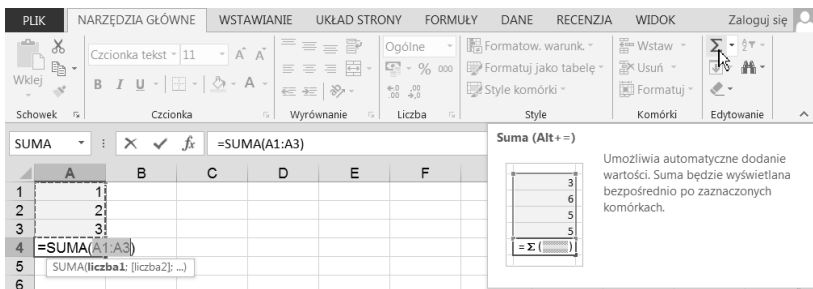 PLIK NARZĘDZIA GŁÓWNE WSTAWIANIE UKŁAD STRONY FORMUŁY DANE RECENZJA WIDOK Zaloguj się
Wklej
Schowek
Czcionka tekst 11 A A
B I U A
Czcionka
Wyrównanie
Ogólne
% 000
Liczba
Formatow. warunk.
Formatuj jako tabelę
Style komórki
Style
Wstaw
Usuń
Formatuj
Komórki
Σ
Edytowanie
SUMA fx =SUMA(A1:A3)
A B C D E F
1 1
2 2
3 3
4 =SUMA(A1:A3)
5 SUMA(liczba1; [liczba2]; ...)
6
Suma (Alt+=)
3
6
5
5
=Σ( )
Umożliwia automatyczne dodanie
wartości. Suma będzie wyświetlana
bezpośrednio po zaznaczonych
komórkach.